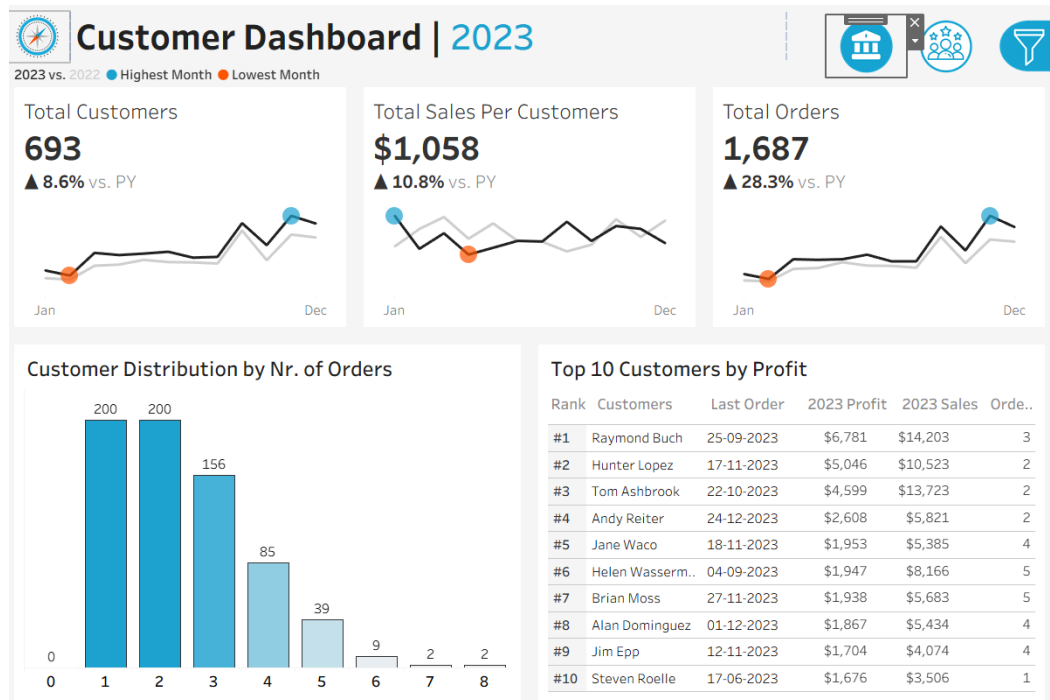 Customer Dashboard | 2023
2023 vs. 2022 Highest Month Lowest Month
Total Customers
693
▲ 8.6% vs. PY
Jan Dec
Total Sales Per Customers
$1,058
▲ 10.8% vs. PY
Jan Dec
Total Orders
1,687
▲ 28.3% vs. PY
Jan Dec
Customer Distribution by Nr. of Orders
0 200 200 156 85 39 9 2 2
0 1 2 3 4 5 6 7 8
Top 10 Customers by Profit
Rank Customers Last Order 2023 Profit 2023 Sales Orde..
#1 Raymond Buch 25-09-2023 $6,781 $14,203 3
#2 Hunter Lopez 17-11-2023 $5,046 $10,523 2
#3 Tom Ashbrook 22-10-2023 $4,599 $13,723 2
#4 Andy Reiter 24-12-2023 $2,608 $5,821 2
#5 Jane Waco 18-11-2023 $1,953 $5,385 4
#6 Helen Wasserm.. 04-09-2023 $1,947 $8,166 5
#7 Brian Moss 27-11-2023 $1,938 $5,683 5
#8 Alan Dominguez 01-12-2023 $1,867 $5,434 4
#9 Jim Epp 12-11-2023 $1,704 $4,074 4
#10 Steven Roelle 17-06-2023 $1,676 $3,506 1